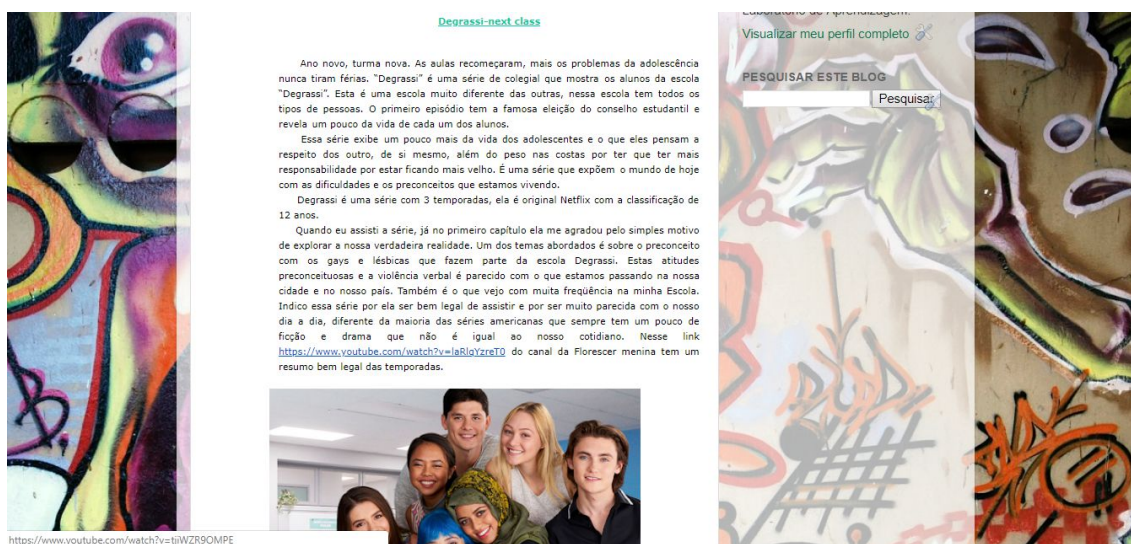 Degrassi-next class
Ano novo, turma nova. As aulas recomeçaram, mais os problemas da adolescência
nunca tiram férias. “Degrassi” é uma série de colegial que mostra os alunos da escola
“Degrassi”. Esta é uma escola muito diferente das outras, nessa escola tem todos os
tipos de pessoas. O primeiro episódio tem a famosa eleição do conselho estudantil e
revela um pouco da vida de cada um dos alunos.
Essa série exibe um pouco mais da vida dos adolescentes e o que eles pensam a
respeito dos outro, de si mesmo, além do peso nas costas por ter que ter mais
responsabilidade por estar ficando mais velho. É uma série que expõem o mundo de hoje
com as dificuldades e os preconceitos que estamos vivendo.
Degrassi é uma série com 3 temporadas, ela é original Netflix com a classificação de
12 anos.
Quando eu assisti a série, já no primeiro capítulo ela me agradou pelo simples motivo
de explorar a nossa verdadeira realidade. Um dos temas abordados é sobre o preconceito
com os gays e lésbicas que fazem parte da escola Degrassi. Estas atitudes
preconceituosas e a violência verbal é parecido com o que estamos passando na nossa
cidade e no nosso país. Também é o que vejo com muita freqüência na minha Escola.
Indico essa série por ela ser bem legal de assistir e por ser muito parecida com o nosso
dia a dia, diferente da maioria das séries americanas que sempre tem um pouco de
ficção e drama que não é igual ao nosso cotidiano. Nesse link
https://www.youtube.com/watch?v=laRlqYzreT0 do canal da Florescer menina tem um
resumo bem legal das temporadas.
Laboratório de Aprendizagem.
Visualizar meu perfil completo
PESQUISAR ESTE BLOG
Pesquisar
https://www.youtube.com/watch?v=tiiWZR9OMPE